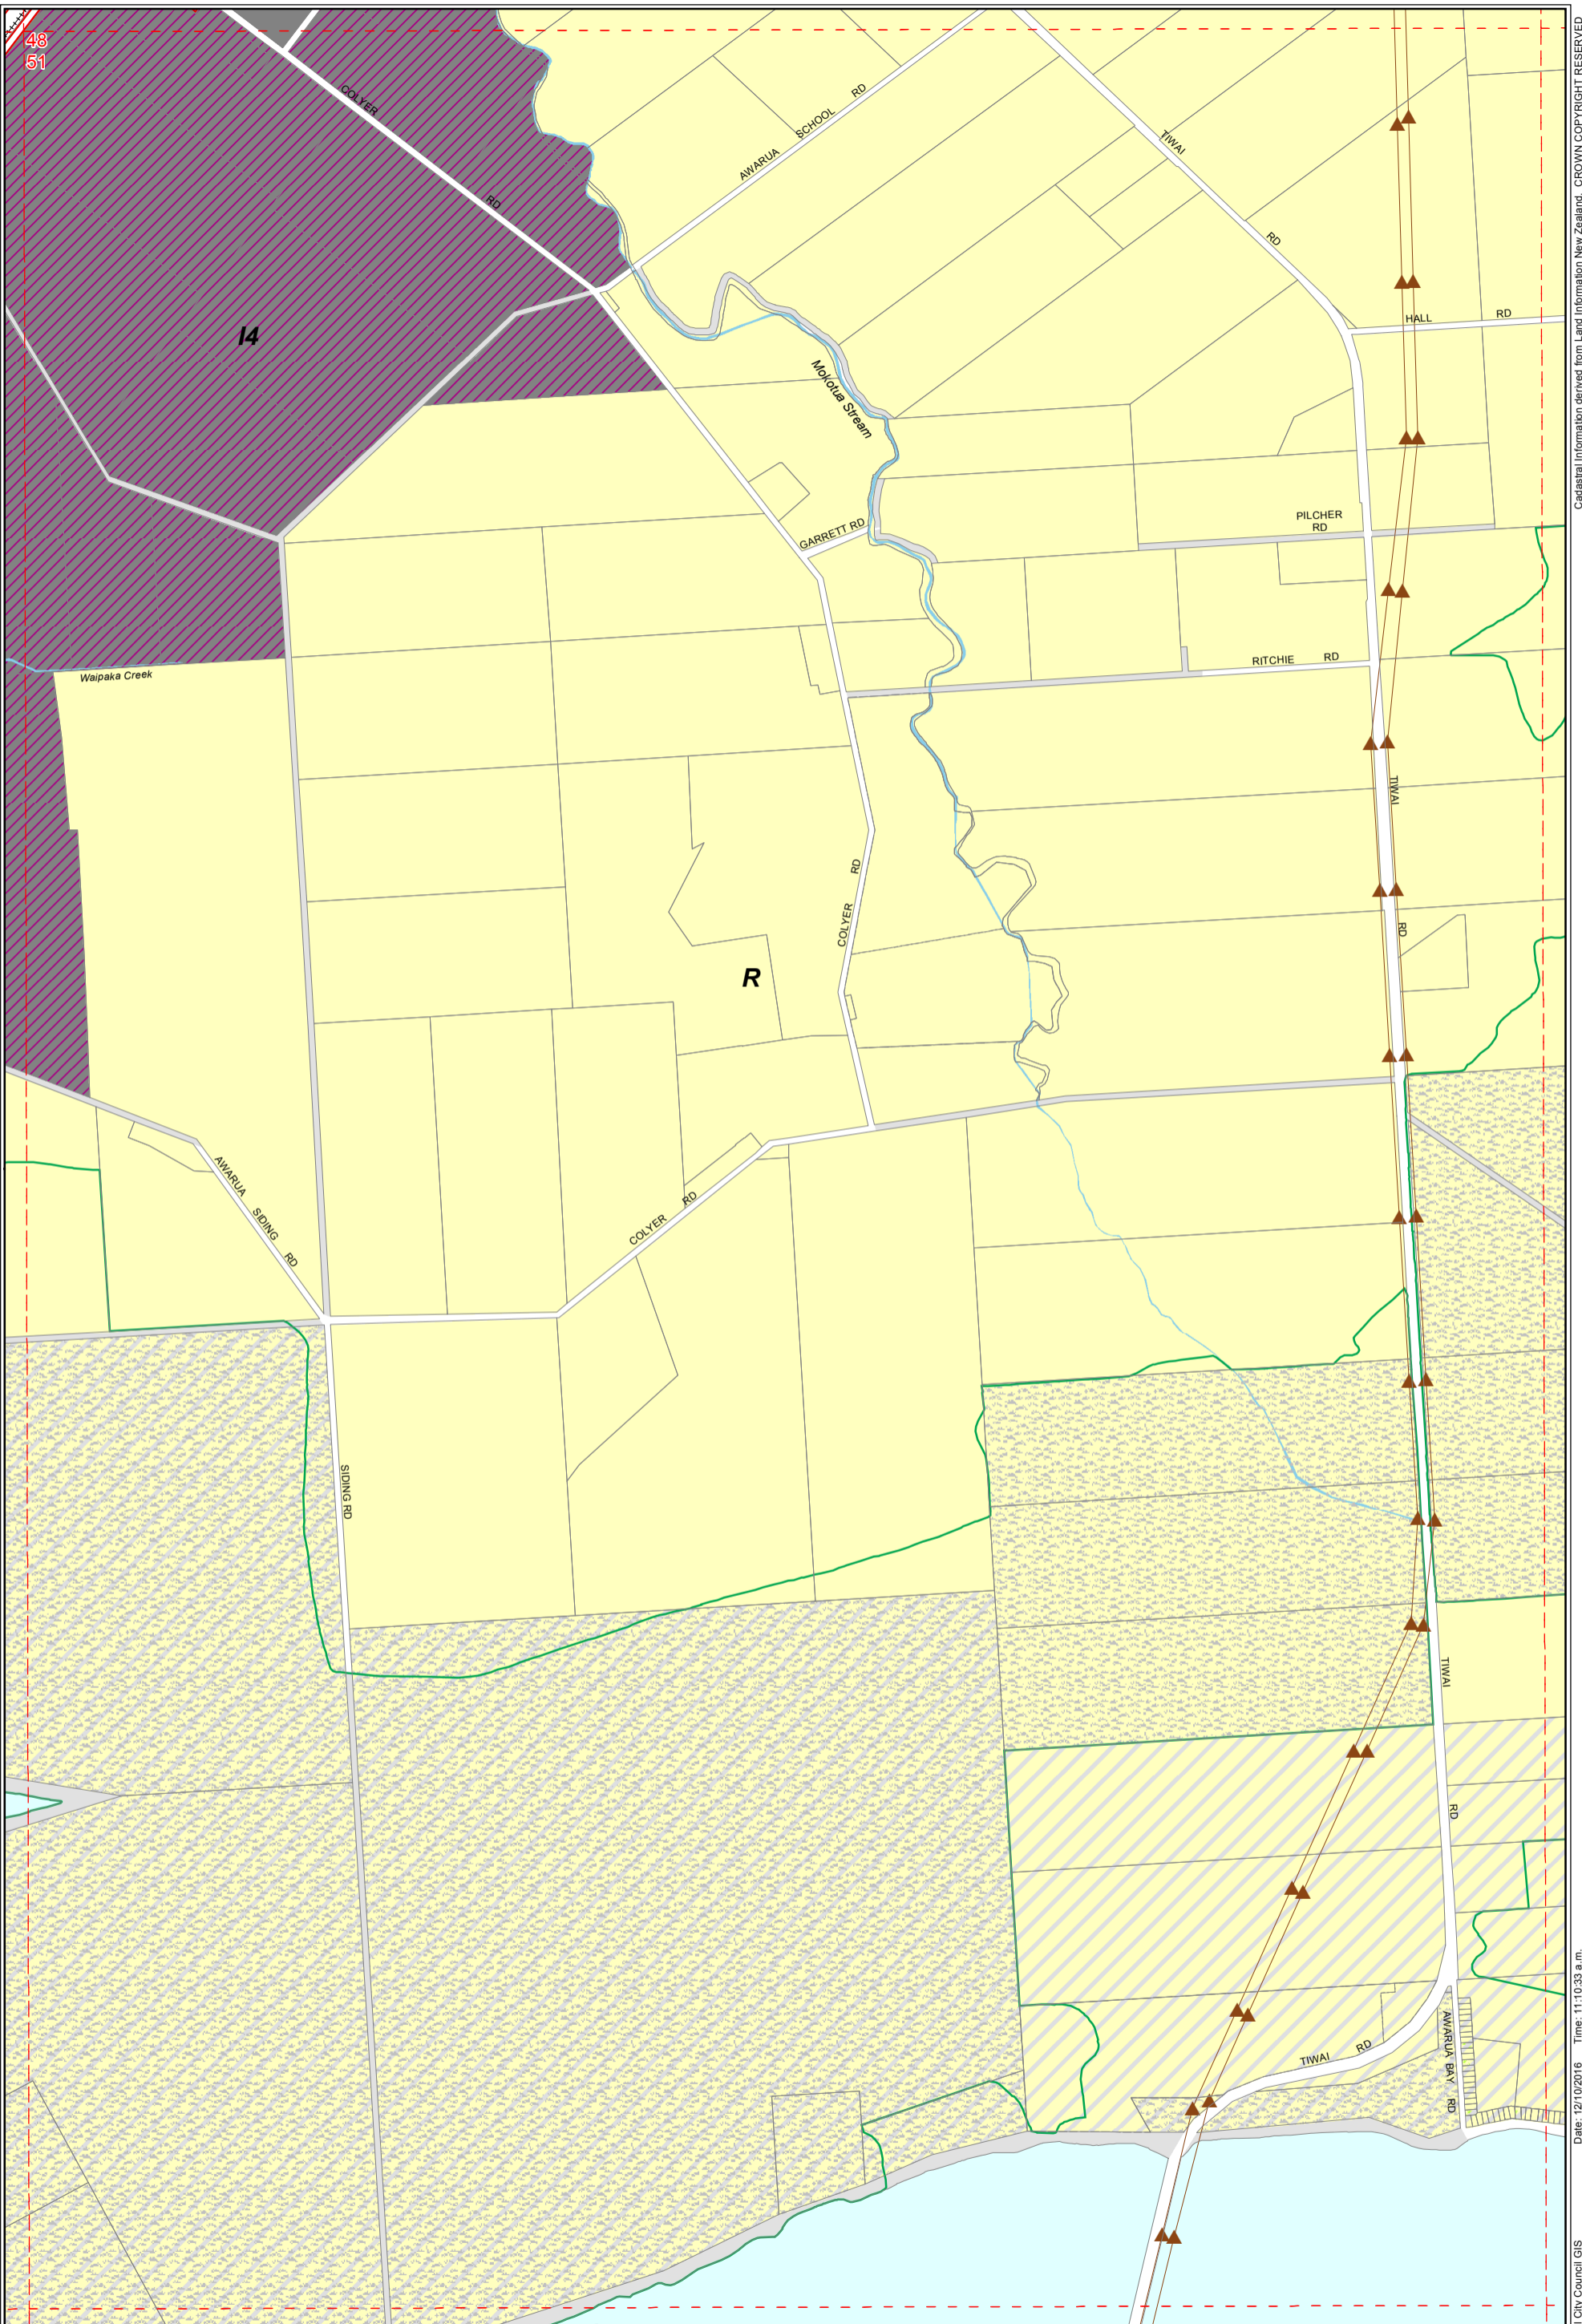 48
51
COLYER
RD
AWARUA SCHOOL RD
TIWAI
RD
I4
HALL RD
Mokotua Stream
PILCHER
RD
GARRETT RD
RITCHIE RD
Waipaka Creek
TIWAI
RD
COLYER RD
R
AWARUA SIDING RD
COLYER RD
SIDING RD
TIWAI
RD
TIWAI RD
AWARUA BAY RD
Cadastral Information derived from Land Information New Zealand. CROWN COPYRIGHT RESERVED
Date: 12/10/2016 Time: 11:10:33 a.m.
City Council GIS